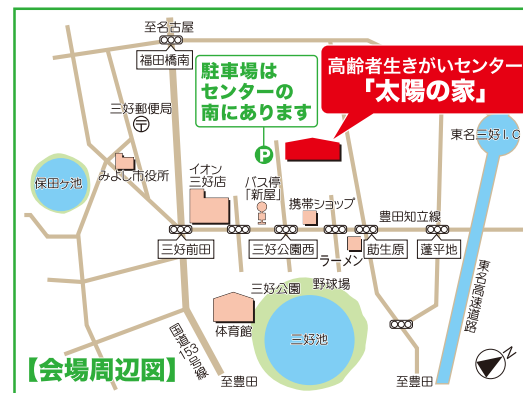 至名古屋
福田橋南
駐車場は
センターの
南にあります
高齢者生きがいセンター
「太陽の家」
三好郵便局
P
東名三好I.C
みよし市役所
保田ヶ池
イオン
三好店
バス停
「新屋」
携帯ショップ
豊田知立線
三好前田
三好公園西
ラーメン
莇生原
蓬平地
三好公園
野球場
東名高速道路
体育館
三好池
国道153号線
【会場周辺図】
至豊田
至豊田
N